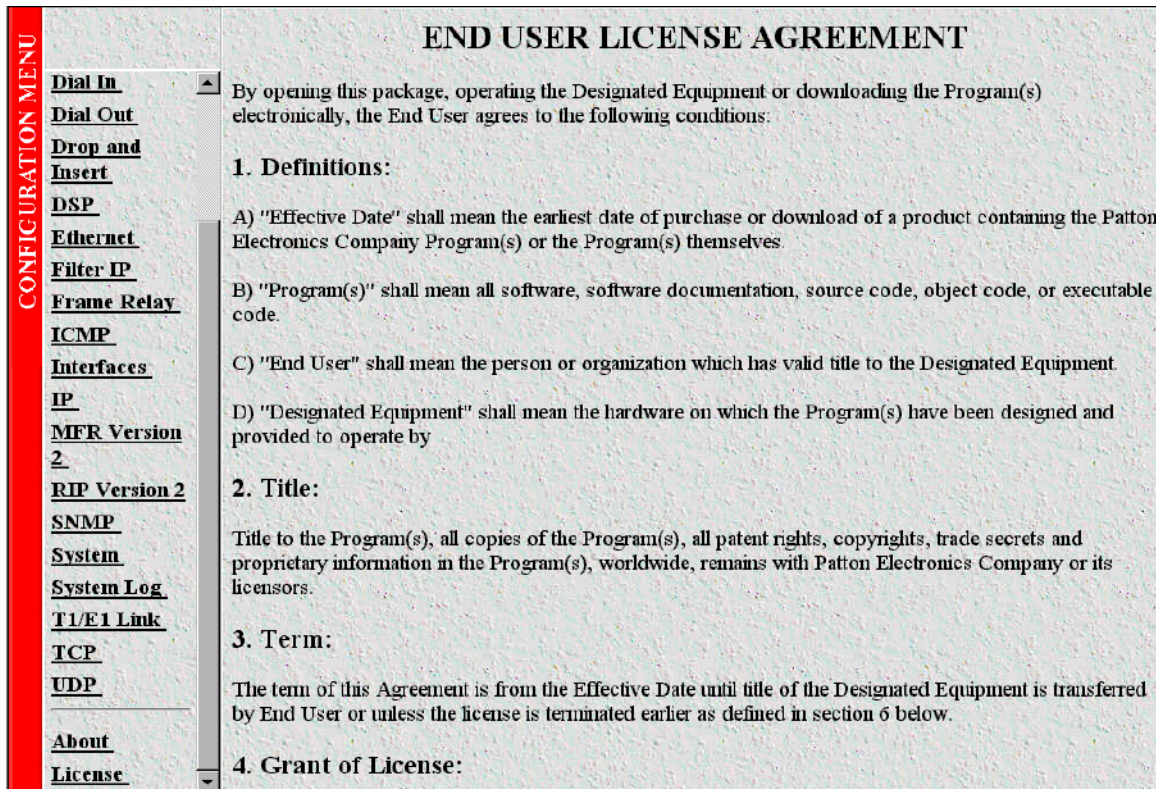 CONFIGURATION MENU
Dial In
Dial Out
Drop and
Insert
DSP
Ethernet
Filter IP
Frame Relay
ICMP
Interfaces
IP
MFR Version
2
RIP Version 2
SNMP
System
System Log
T1/E1 Link
TCP
UDP
About
License
END USER LICENSE AGREEMENT
By opening this package, operating the Designated Equipment or downloading the Program(s)
electronically, the End User agrees to the following conditions:
1. Definitions:
A) "Effective Date" shall mean the earliest date of purchase or download of a product containing the Patton
Electronics Company Program(s) or the Program(s) themselves.
B) "Program(s)" shall mean all software, software documentation, source code, object code, or executable
code.
C) "End User" shall mean the person or organization which has valid title to the Designated Equipment.
D) "Designated Equipment" shall mean the hardware on which the Program(s) have been designed and
provided to operate by
2. Title:
Title to the Program(s), all copies of the Program(s), all patent rights, copyrights, trade secrets and
proprietary information in the Program(s), worldwide, remains with Patton Electronics Company or its
licensors.
3. Term:
The term of this Agreement is from the Effective Date until title of the Designated Equipment is transferred
by End User or unless the license is terminated earlier as defined in section 6 below.
4. Grant of License: